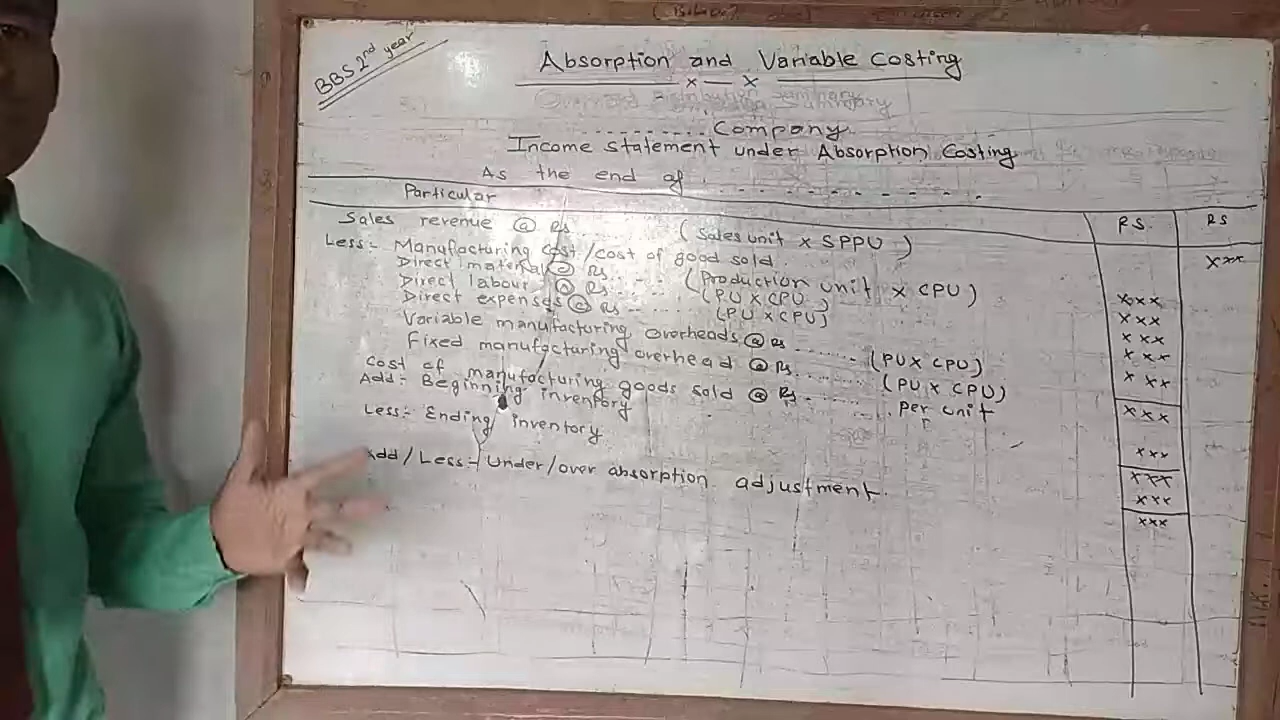 BBS 2nd year
Absorption and Variable Costing
x — x
.......... Company
Income statement under Absorption Costing
As the end of . - - - - - - - - - -
Particular RS. RS
Sales revenue @ Rs ...... (Sales unit x SPPU) xxx
Less:- Manufacturing cost/cost of good sold.
Direct material @ Rs. .... (Production unit x CPU) xxx
Direct labour @ Rs .... (PU x CPU) xxx
Direct expenses @ Rs ...... (PU x CPU) xxx
Variable manufacturing overheads @ Rs ........ (PU x CPU) xxx
Fixed manufacturing overhead @ Rs. ........ (PU x CPU) xxx
Cost of manufacturing goods sold @ Rs ........ per unit xxx
Add:- Beginning inventory xxx
xxx
Less:- Ending inventory xxx
xxx
Add/Less:- Under/over absorption adjustment.